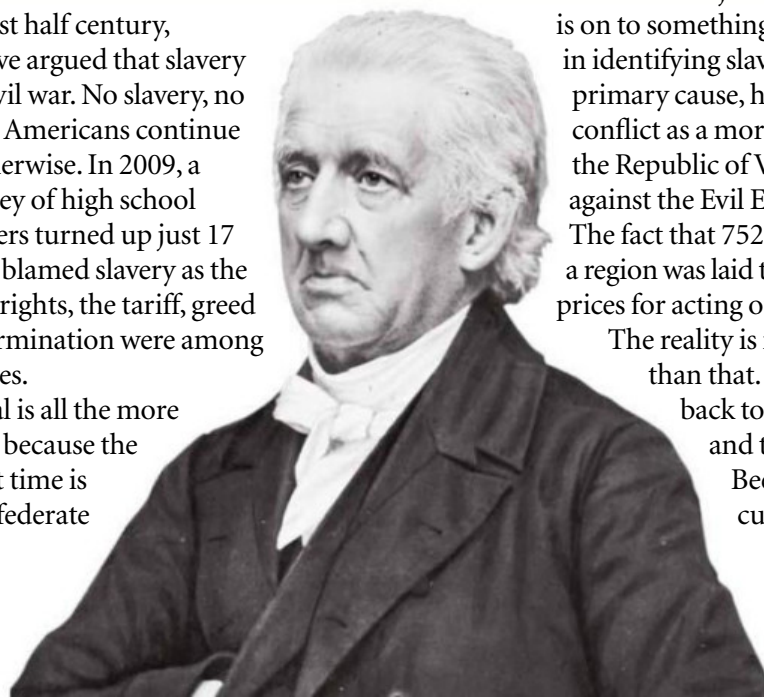 st half century,
ve argued that slavery
vil war. No slavery, no
Americans continue
erwise. In 2009, a
ey of high school
ers turned up just 17
blamed slavery as the
rights, the tariff, greed
rmination were among
es.
al is all the more
because the
t time is
federate
is on to something
in identifying slav
primary cause, h
conflict as a mor
the Republic of V
against the Evil E
The fact that 752
a region was laid t
prices for acting o
The reality is
than that.
back to
and t
Bec
cu